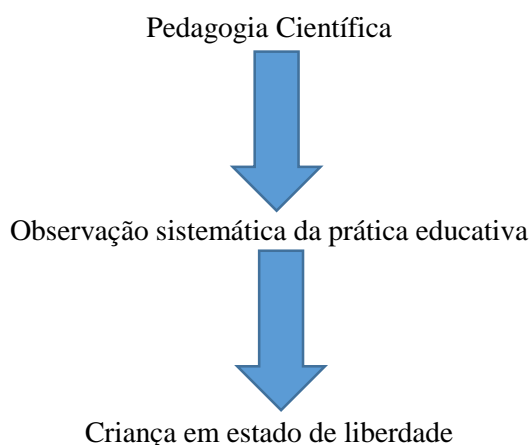 Pedagogia Científica
Observação sistemática da prática educativa
Criança em estado de liberdade